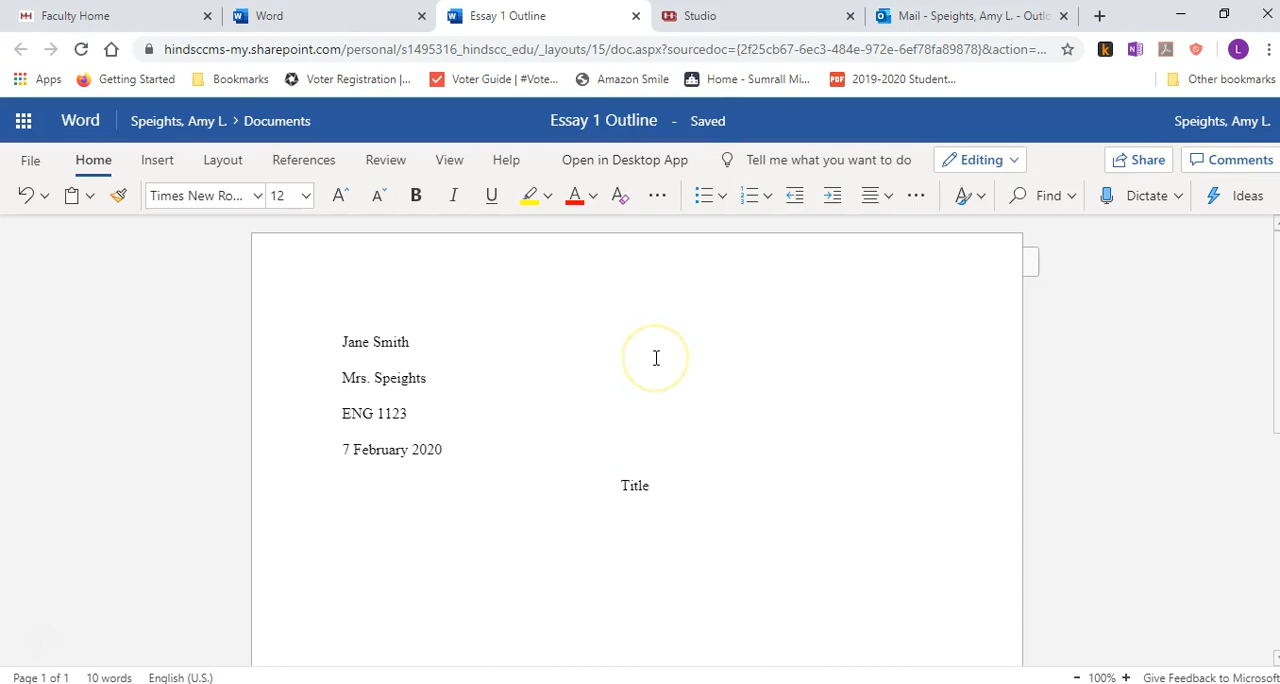 Faculty Home
Word
Essay 1 Outline
Studio
Mail - Speights, Amy L. - Outlo
hindsccms-my.sharepoint.com/personal/s1495316_hindscc_edu/_layouts/15/doc.aspx?sourcedoc={2f25cb67-6ec3-484e-972e-6ef78fa89878}&action=...
L
Apps
Getting Started
Bookmarks
Voter Registration |...
Voter Guide | #Vote...
Amazon Smile
Home - Sumrall Mi...
PDF
2019-2020 Student...
Other bookmarks
Word
Speights, Amy L. > Documents
Essay 1 Outline - Saved
Speights, Amy L.
File
Home
Insert
Layout
References
Review
View
Help
Open in Desktop App
Tell me what you want to do
Editing
Share
Comments
Times New Ro...
12
Find
Dictate
Ideas
Jane Smith
Mrs. Speights
ENG 1123
7 February 2020
Title
Page 1 of 1
10 words
English (U.S.)
- 100% +
Give Feedback to Microsoft